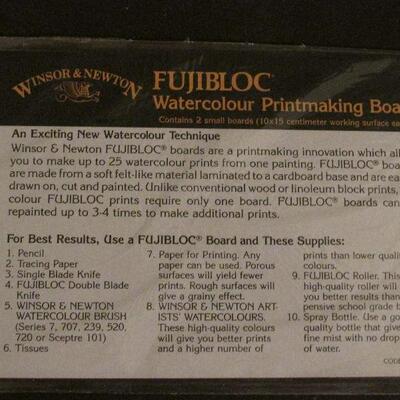 WINSOR & NEWTON
FUJIBLOC
Watercolour Printmaking Boa
Contains 2 small boards (10x15 centimeter working surface ea
An Exciting New Watercolour Technique
Winsor & Newton FUJIBLOC® boards are a printmaking innovation which all
you to make up to 25 watercolour prints from one painting. FUJIBLOC® boa
are made from a soft felt-like material laminated to a cardboard base and are ea
drawn on, cut and painted. Unlike conventional wood or linoleum block prints,
colour FUJIBLOC prints require only one board. FUJIBLOC® boards can
repainted up to 3-4 times to make additional prints.
For Best Results, Use a FUJIBLOC® Board and These Supplies:
1. Pencil
2. Tracing Paper
3. Single Blade Knife
4. FUJIBLOC Double Blade
Knife
5. WINSOR & NEWTON
WATERCOLOUR BRUSH
(Series 7, 707, 239, 520,
720 or Sceptre 101)
6. Tissues
7. Paper for Printing. Any
paper can be used. Porous
surfaces will yield fewer
prints. Rough surfaces will
give a grainy effect.
8. WINSOR & NEWTON ART-
ISTS' WATERCOLOURS.
These high-quality colours
will give you better prints
and a higher number of
prints than lower qualit
colours.
9. FUJIBLOC Roller. This
high-quality roller will
you better results than
pensive school grade b
10. Spray Bottle. Use a go
quality bottle that give
fine mist with no drop
of water.
CODE